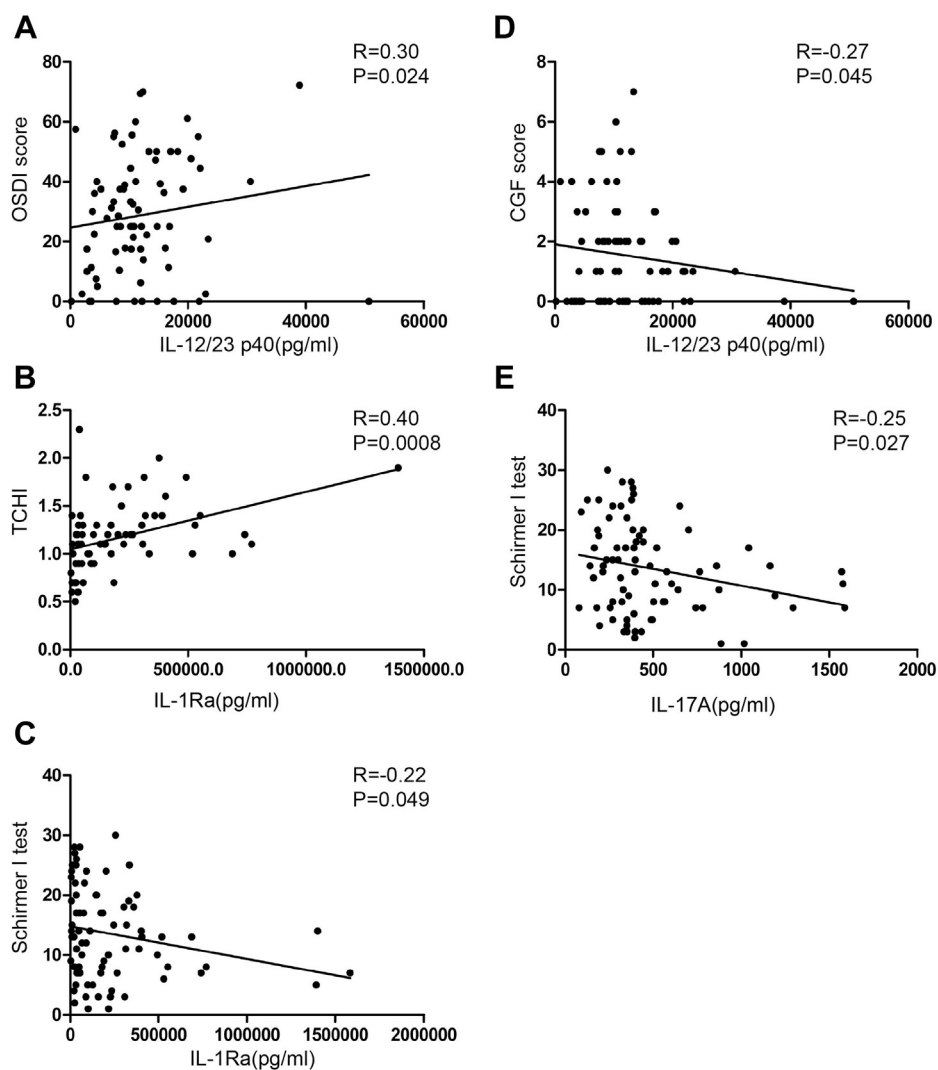 A
R=0.30
P=0.024
OSDI score
80
60
40
20
0
0 20000 40000 60000
IL-12/23 p40(pg/ml)
D
R=-0.27
P=0.045
CGF score
8
6
4
2
0
0 20000 40000 60000
IL-12/23 p40(pg/ml)
B
R=0.40
P=0.0008
TCHI
2.5
2.0
1.5
1.0
0.5
0.0
0 500000.0 1000000.0 1500000.0
IL-1Ra(pg/ml)
E
R=-0.25
P=0.027
Schirmer I test
40
30
20
10
0
0 500 1000 1500 2000
IL-17A(pg/ml)
C
R=-0.22
P=0.049
Schirmer I test
40
30
20
10
0
0 500000 1000000 1500000 2000000
IL-1Ra(pg/ml)